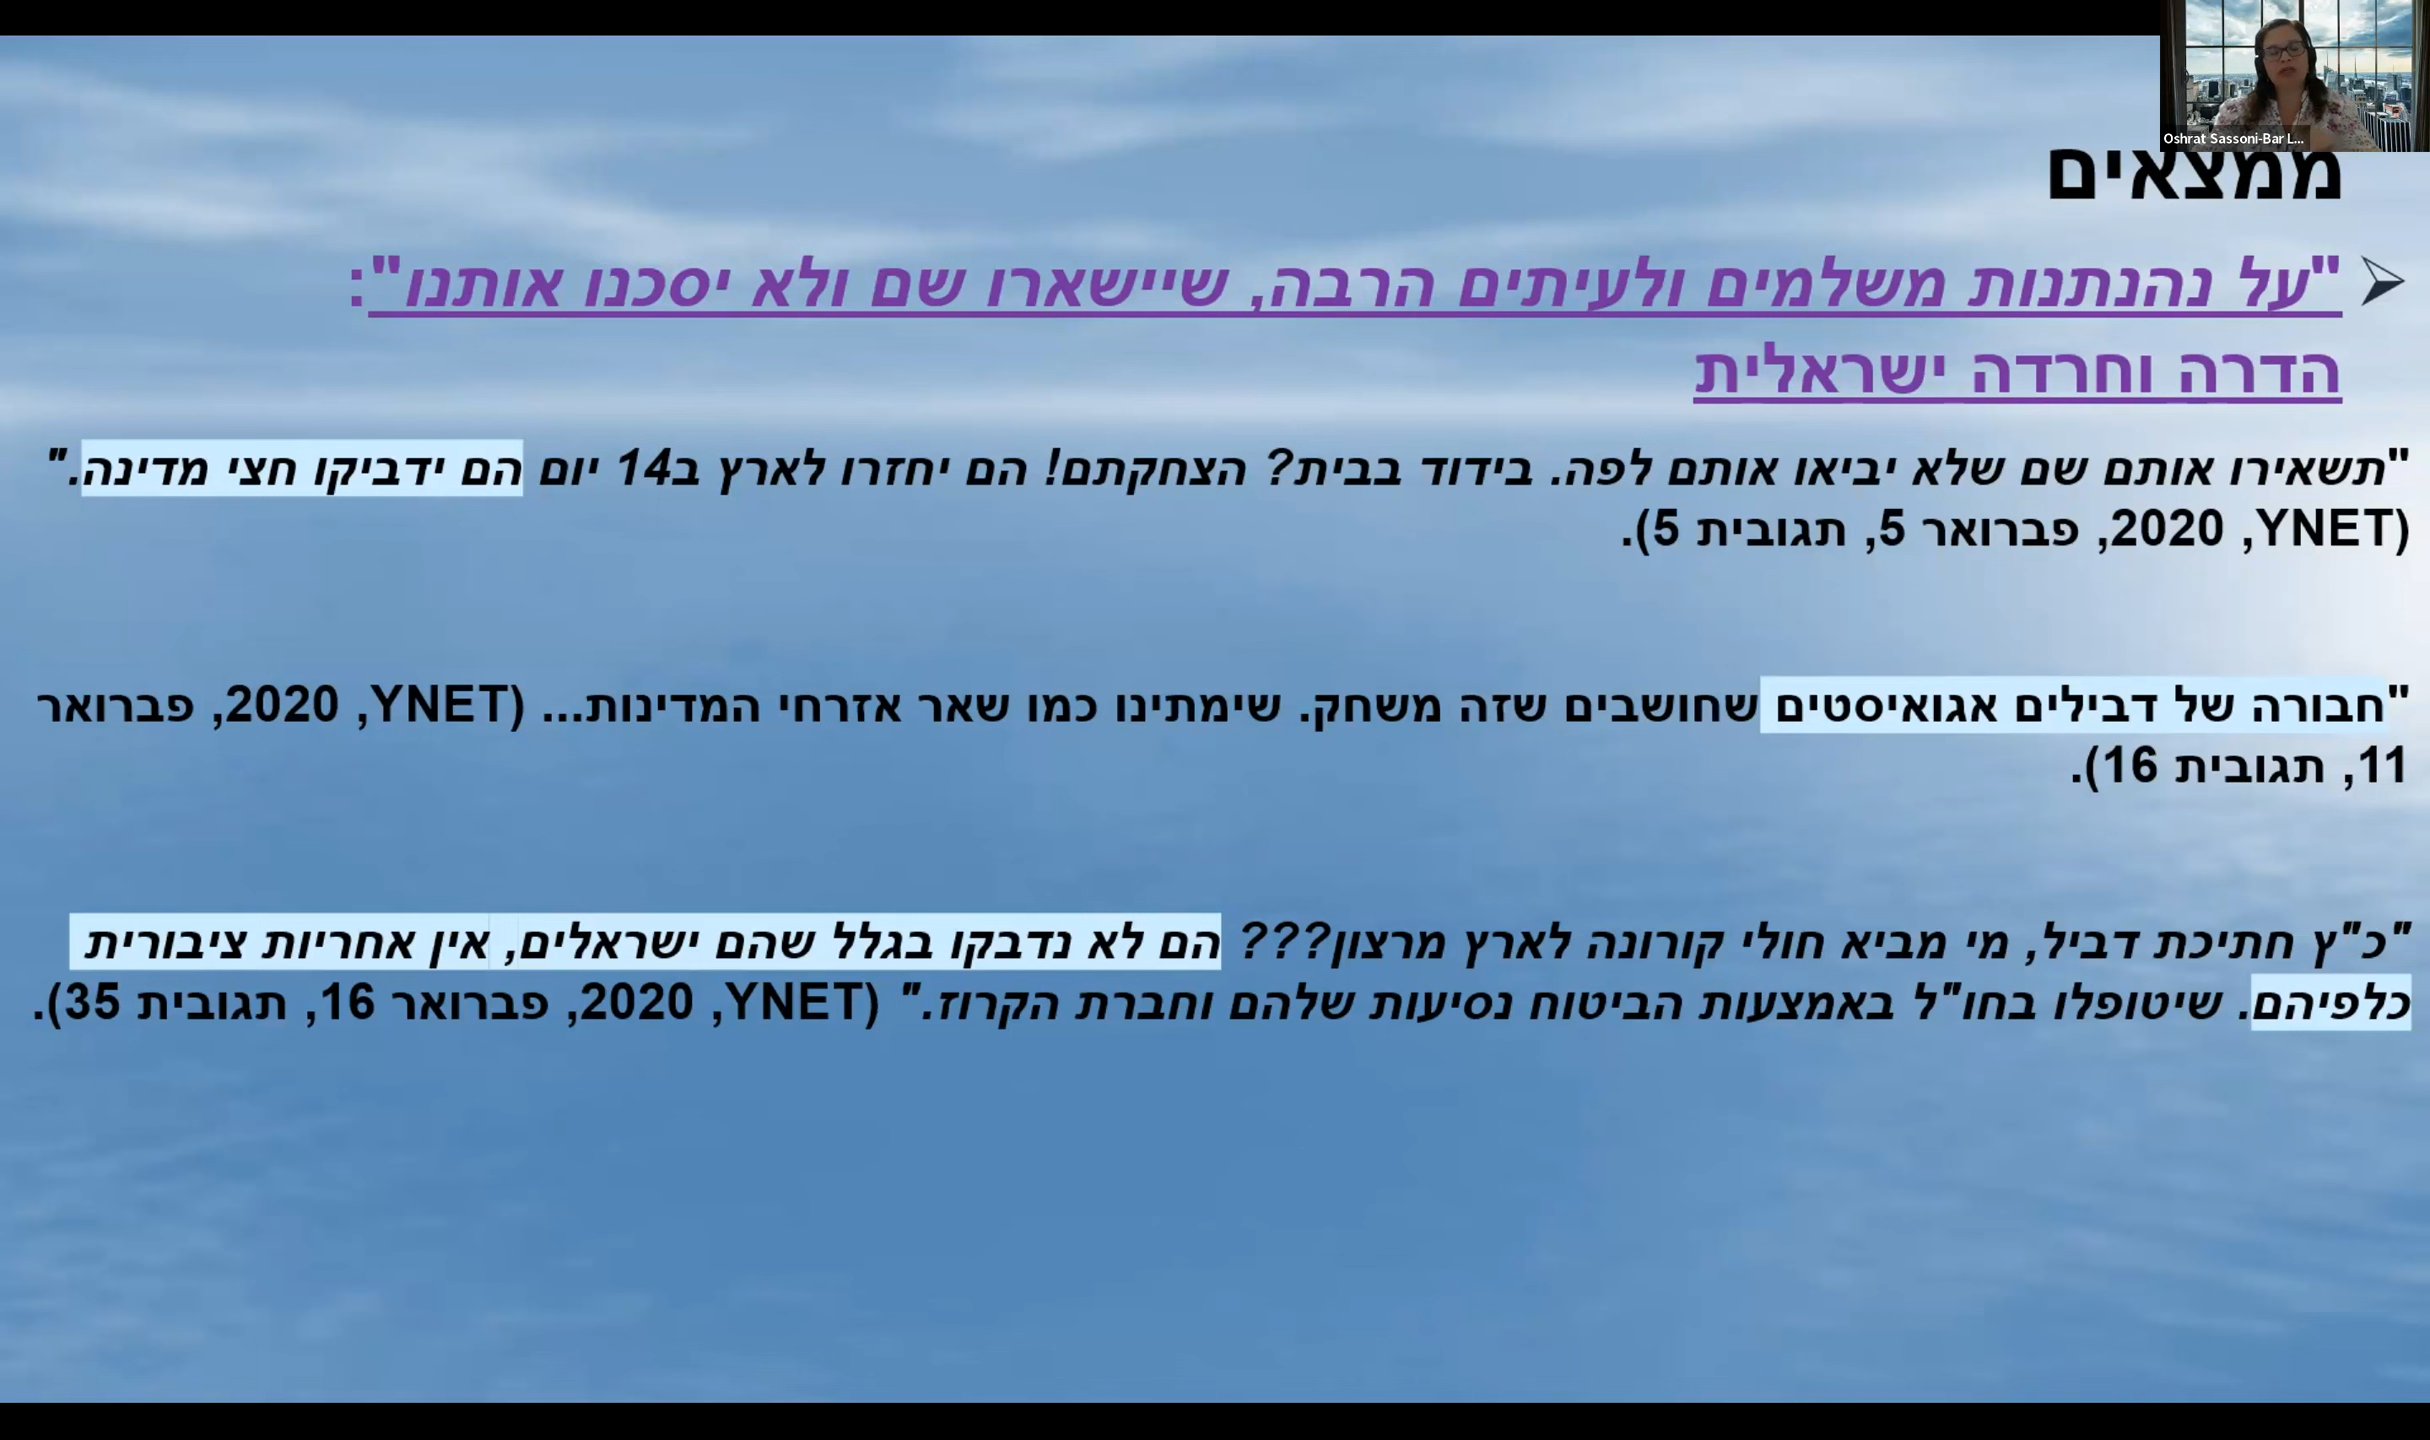 Oshrat Sassoni-Bar L...
ממצאים
"על נהנתנות משלמים ולעיתים הרבה, שיישארו שם ולא יסכנו אותנו":
הדרה וחרדה ישראלית
"תשאירו אותם שם שלא יביאו אותם לפה. בידוד בבית? הצחקתם! הם יחזרו לארץ ב14 יום הם ידביקו חצי מדינה."
(YNET, 2020, פברואר 5, תגובית 5).
"חבורה של דבילים אגואיסטים שחושבים שזה משחק. שימתינו כמו שאר אזרחי המדינות... (YNET, 2020, פברואר
11, תגובית 16).
"כ"ץ חתיכת דביל, מי מביא חולי קורונה לארץ מרצון??? הם לא נדבקו בגלל שהם ישראלים, אין אחריות ציבורית
כלפיהם. שיטופלו בחו"ל באמצעות הביטוח נסיעות שלהם וחברת הקרוז." (YNET, 2020, פברואר 16, תגובית 35).